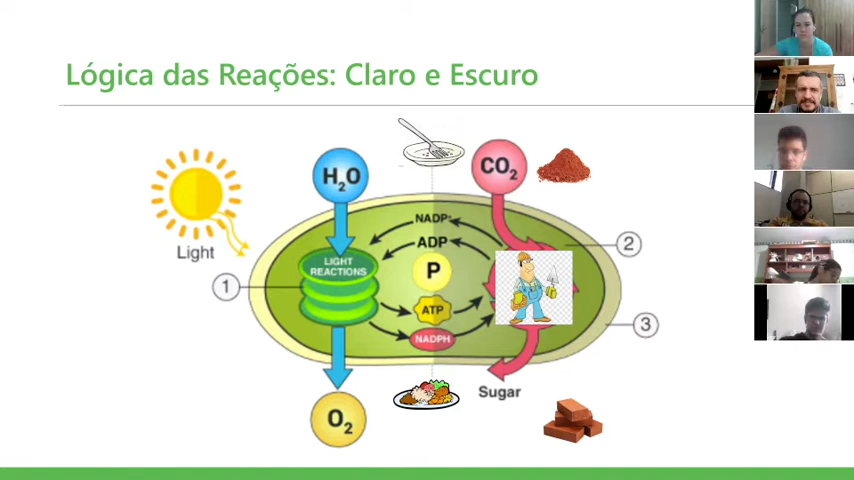 Lógica das Reações: Claro e Escuro
H₂O
CO₂
Light
NADP⁺
ADP
P
LIGHT
REACTIONS
ATP
NADPH
1
2
3
Sugar
O₂